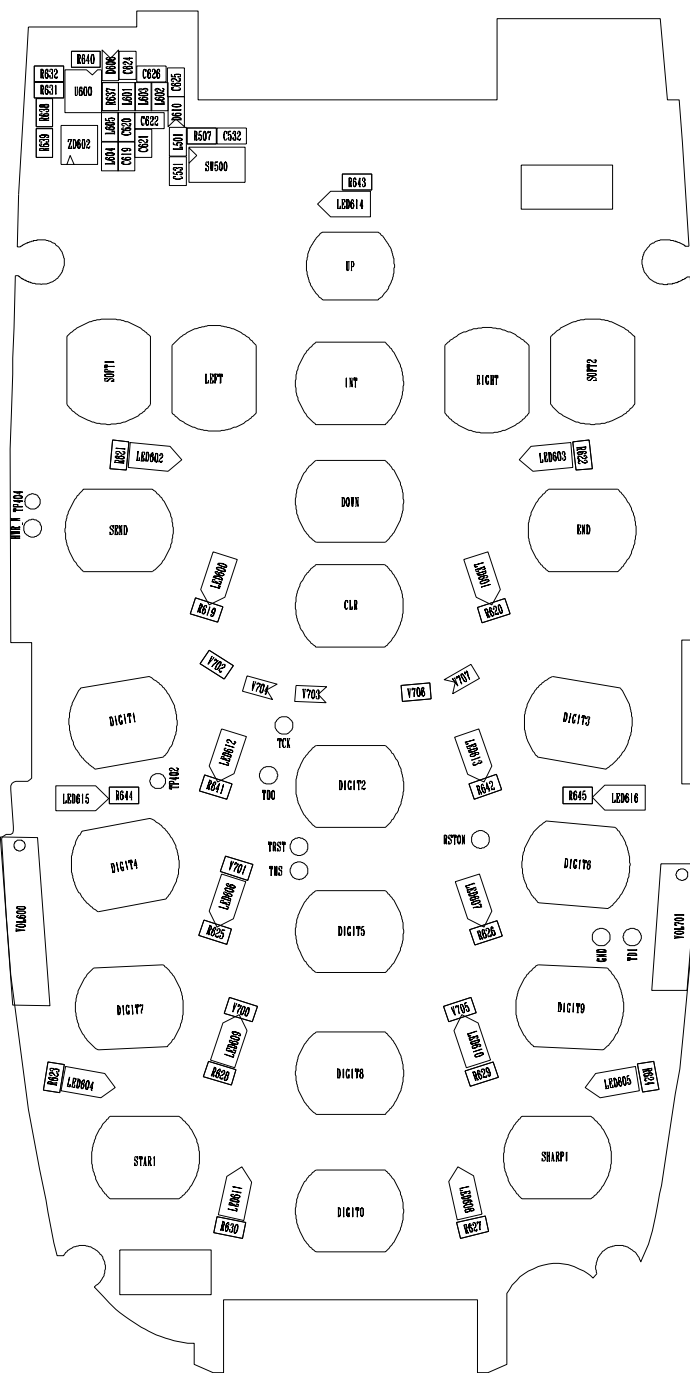 R640
D606
C624
R632
C626
C625
R631
U600
R637
L601
L603
L602
R638
D610
L605
C620
C622
R639
ZD602
C621
L501
R507
C532
L604
C619
C531
SW500
R643
LED614
UP
SOFT1
LEFT
INT
RIGHT
SOFT2
R621
LED602
LED603
R622
TP404
SEND
DOWN
END
LED600
LED601
R619
CLR
R620
V702
V704
V703
V706
V707
DIGIT1
DIGIT3
TCK
LED612
LED613
TDO
TP402
R641
DIGIT2
R642
LED615
R644
R645
LED616
TRST
RSTON
TMS
DIGIT4
V701
DIGIT6
LED606
LED607
VOL600
VOL701
R625
DIGIT5
R626
GND
TDI
DIGIT7
V700
V705
DIGIT9
LED609
LED610
R623
LED604
R628
DIGIT8
R629
LED605
R624
STAR1
SHARP1
LED611
LED608
R630
DIGIT0
R627